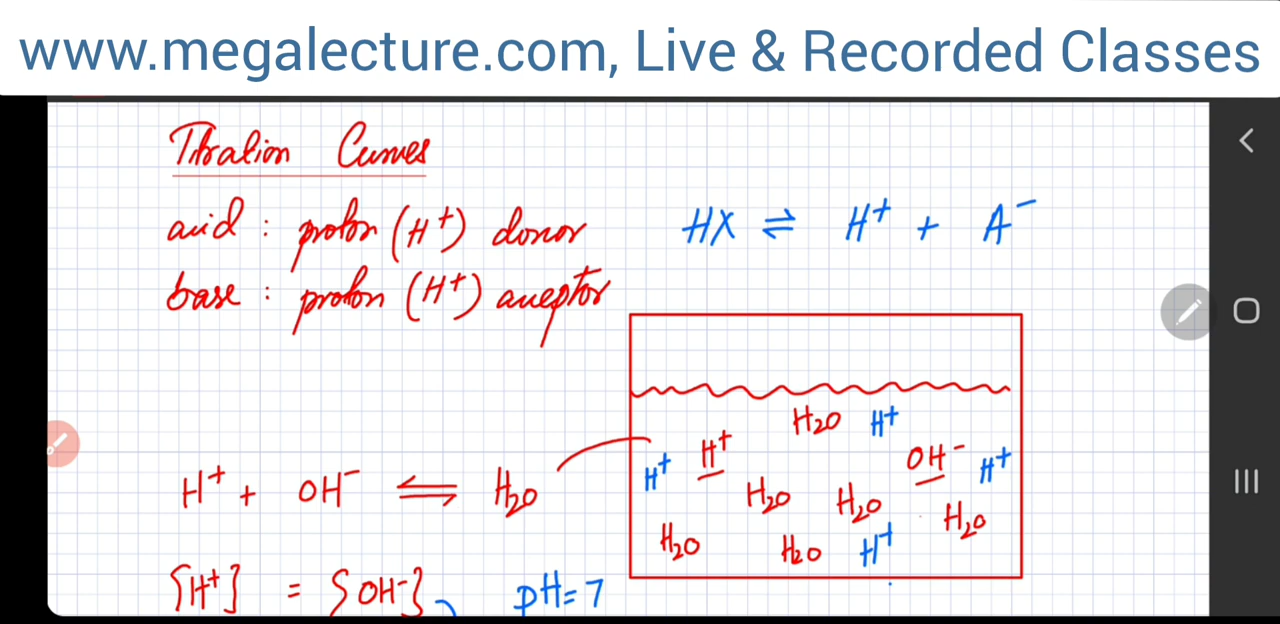 www.megalecture.com, Live & Recorded Classes
Titration Curves
acid : proton (H⁺) donor
HX ⇌ H⁺ + A⁻
base : proton (H⁺) acceptor
H₂O H⁺
H⁺ H⁺ OH⁻ H⁺
H⁺ + OH⁻ ⇌ H₂O
H₂O H₂O H₂O
H₂O H₂O H⁺
[H⁺] = [OH⁻] pH = 7